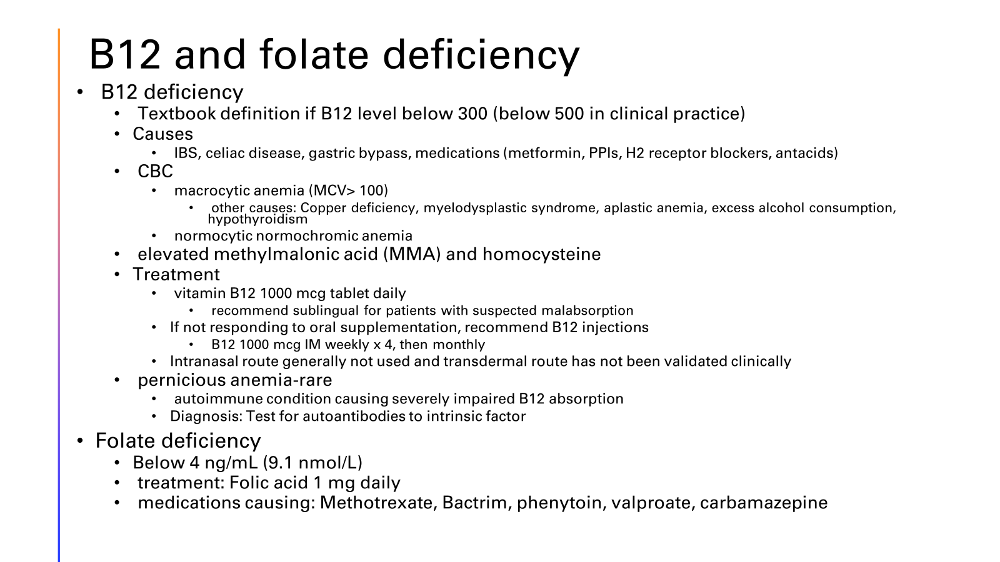 B12 and folate deficiency
• B12 deficiency
• Textbook definition if B12 level below 300 (below 500 in clinical practice)
• Causes
• IBS, celiac disease, gastric bypass, medications (metformin, PPIs, H2 receptor blockers, antacids)
• CBC
• macrocytic anemia (MCV> 100)
• other causes: Copper deficiency, myelodysplastic syndrome, aplastic anemia, excess alcohol consumption,
hypothyroidism
• normocytic normochromic anemia
• elevated methylmalonic acid (MMA) and homocysteine
• Treatment
• vitamin B12 1000 mcg tablet daily
• recommend sublingual for patients with suspected malabsorption
• If not responding to oral supplementation, recommend B12 injections
• B12 1000 mcg IM weekly x 4, then monthly
• Intranasal route generally not used and transdermal route has not been validated clinically
• pernicious anemia-rare
• autoimmune condition causing severely impaired B12 absorption
• Diagnosis: Test for autoantibodies to intrinsic factor
• Folate deficiency
• Below 4 ng/mL (9.1 nmol/L)
• treatment: Folic acid 1 mg daily
• medications causing: Methotrexate, Bactrim, phenytoin, valproate, carbamazepine